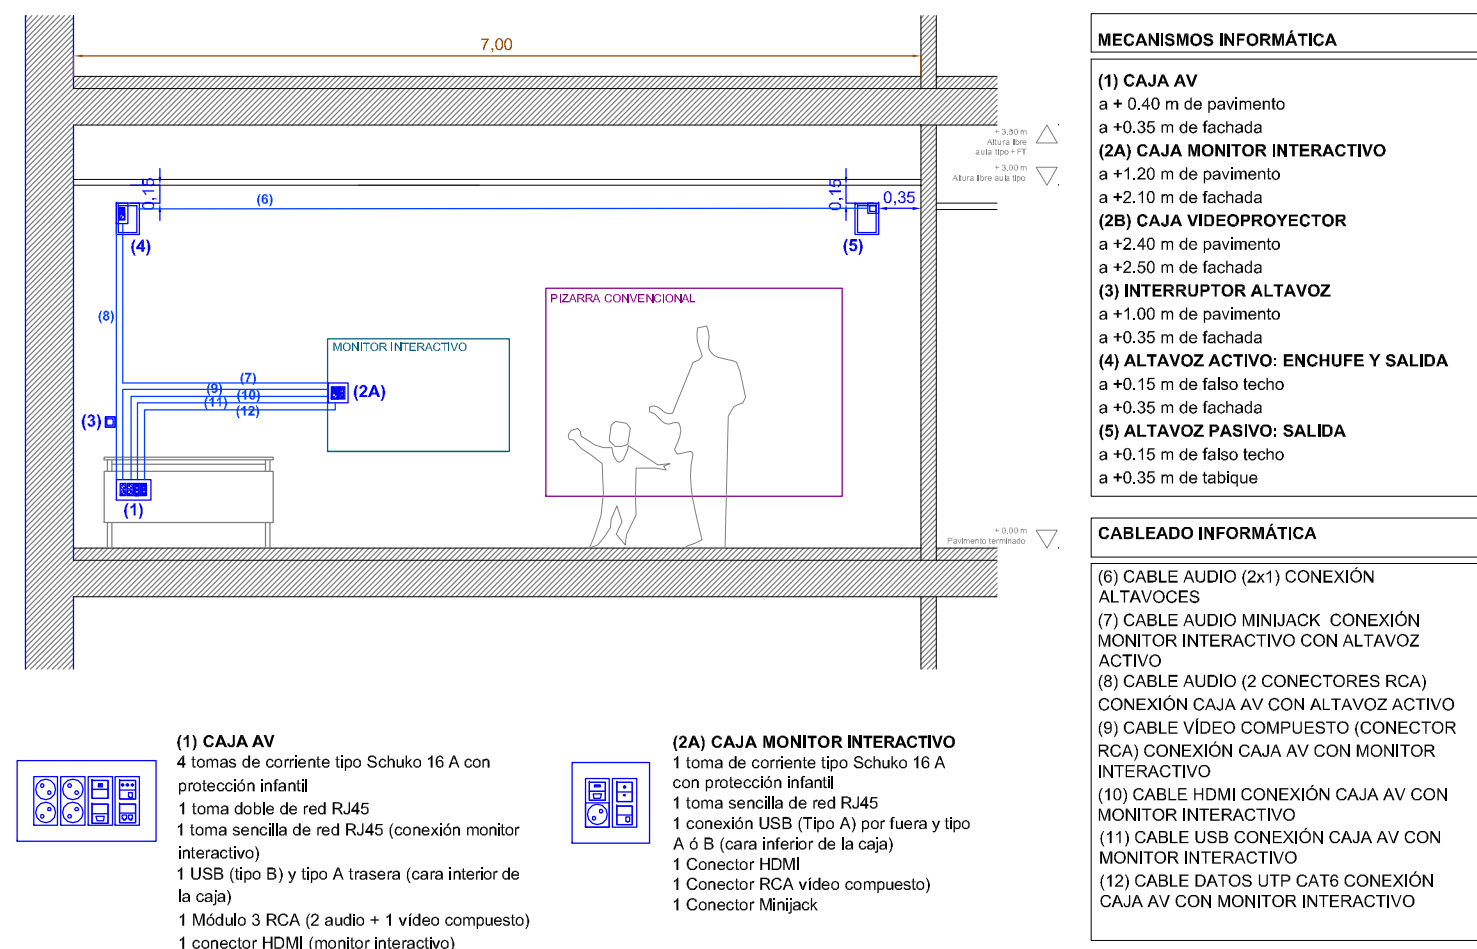 7,00
+ 3.80 m
Altura libre
aula tipo + FT
+ 3,00 m
Altura libre aula tipo
0,15
(6)
0,15
0,35
(4)
(5)
PIZARRA CONVENCIONAL
(8)
MONITOR INTERACTIVO
(7)
(9)
(10)
(11)
(12)
(2A)
(3)
(1)
+ 0,00 m
Pavimento terminado
MECANISMOS INFORMÁTICA
(1) CAJA AV
a + 0.40 m de pavimento
a +0.35 m de fachada
(2A) CAJA MONITOR INTERACTIVO
a +1.20 m de pavimento
a +2.10 m de fachada
(2B) CAJA VIDEOPROYECTOR
a +2.40 m de pavimento
a +2.50 m de fachada
(3) INTERRUPTOR ALTAVOZ
a +1.00 m de pavimento
a +0.35 m de fachada
(4) ALTAVOZ ACTIVO: ENCHUFE Y SALIDA
a +0.15 m de falso techo
a +0.35 m de fachada
(5) ALTAVOZ PASIVO: SALIDA
a +0.15 m de falso techo
a +0.35 m de tabique
CABLEADO INFORMÁTICA
(6) CABLE AUDIO (2x1) CONEXIÓN
ALTAVOCES
(7) CABLE AUDIO MINIJACK CONEXIÓN
MONITOR INTERACTIVO CON ALTAVOZ
ACTIVO
(8) CABLE AUDIO (2 CONECTORES RCA)
CONEXIÓN CAJA AV CON ALTAVOZ ACTIVO
(9) CABLE VÍDEO COMPUESTO (CONECTOR
RCA) CONEXIÓN CAJA AV CON MONITOR
INTERACTIVO
(10) CABLE HDMI CONEXIÓN CAJA AV CON
MONITOR INTERACTIVO
(11) CABLE USB CONEXIÓN CAJA AV CON
MONITOR INTERACTIVO
(12) CABLE DATOS UTP CAT6 CONEXIÓN
CAJA AV CON MONITOR INTERACTIVO
(1) CAJA AV
4 tomas de corriente tipo Schuko 16 A con
protección infantil
1 toma doble de red RJ45
1 toma sencilla de red RJ45 (conexión monitor
interactivo)
1 USB (tipo B) y tipo A trasera (cara interior de
la caja)
1 Módulo 3 RCA (2 audio + 1 vídeo compuesto)
1 conector HDMI (monitor interactivo)
(2A) CAJA MONITOR INTERACTIVO
1 toma de corriente tipo Schuko 16 A
con protección infantil
1 toma sencilla de red RJ45
1 conexión USB (Tipo A) por fuera y tipo
A ó B (cara inferior de la caja)
1 Conector HDMI
1 Conector RCA vídeo compuesto)
1 Conector Minijack